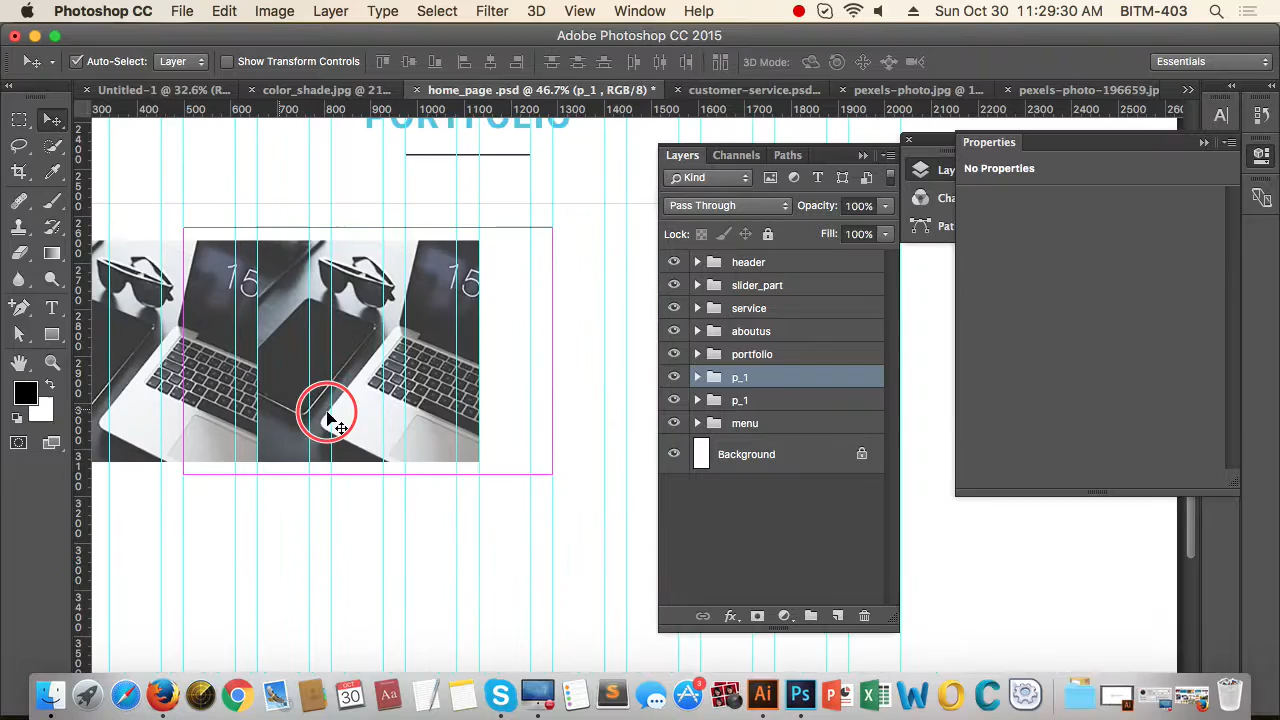 Photoshop CC File Edit Image Layer Type Select Filter 3D View Window Help Sun Oct 30 11:29:30 AM BITM-403
Adobe Photoshop CC 2015
Auto-Select: Layer Show Transform Controls 3D Mode: Essentials
Untitled-1 @ 32.6% (R... color_shade.jpg @ 21... home_page .psd @ 46.7% (p_1 , RGB/8) * customer-service.psd... pexels-photo.jpg @ 1... pexels-photo-196659.jp
300 400 500 600 700 800 900 1000 1100 1200 1300 1400 1500 1600 1700 1800 1900 2000 2100 2200 2300 2400 2500
PORTFOLIO
Layers Channels Paths
Kind
Pass Through Opacity: 100%
Lock: Fill: 100%
header
slider_part
service
aboutus
portfolio
p_1
p_1
menu
Background
Lay
Cha
Pat
Properties
No Properties
15
15
OCT
30
3